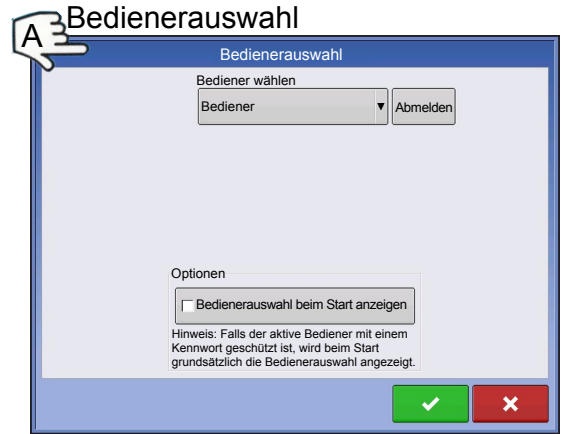 A
Bedienerauswahl
Bedienerauswahl
Bediener wählen
Bediener ▼ Abmelden
Optionen
Bedienerauswahl beim Start anzeigen
Hinweis: Falls der aktive Bediener mit einem
Kennwort geschützt ist, wird beim Start
grundsätzlich die Bedienerauswahl angezeigt.